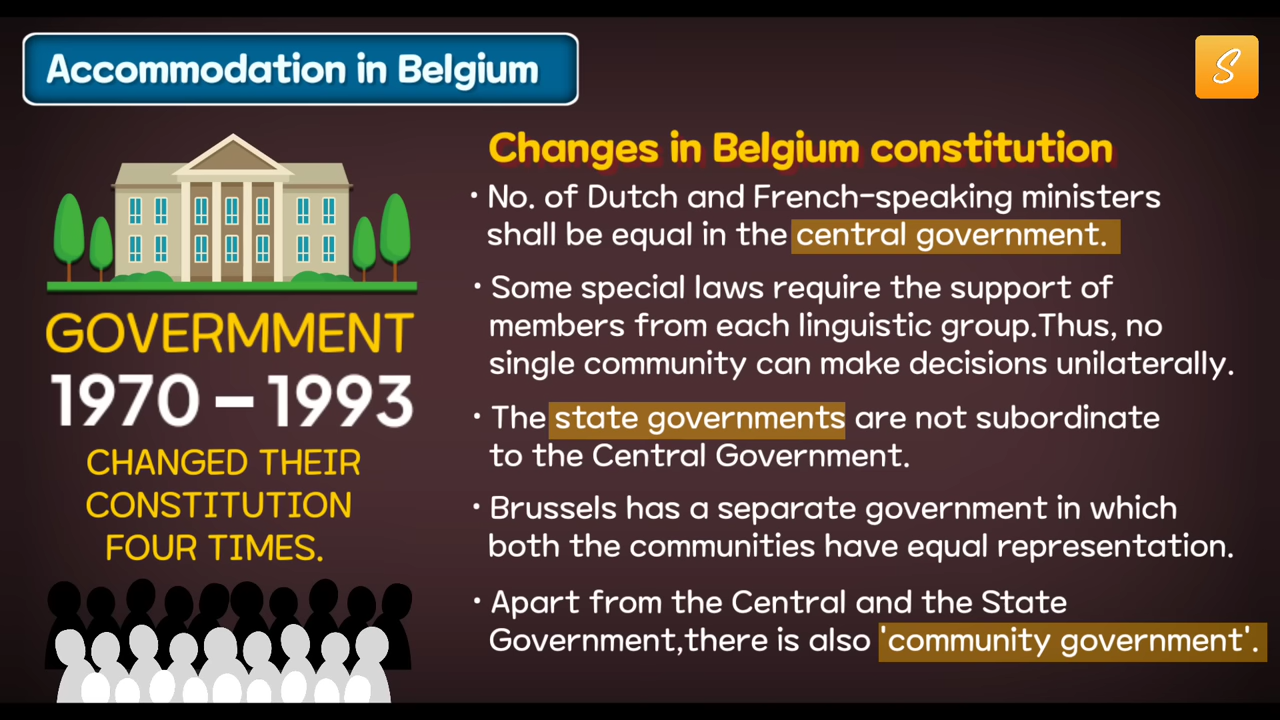 Accommodation in Belgium
S
GOVERMMENT
1970 – 1993
CHANGED THEIR
CONSTITUTION
FOUR TIMES.
Changes in Belgium constitution
• No. of Dutch and French-speaking ministers
shall be equal in the central government.
• Some special laws require the support of
members from each linguistic group.Thus, no
single community can make decisions unilaterally.
• The state governments are not subordinate
to the Central Government.
• Brussels has a separate government in which
both the communities have equal representation.
• Apart from the Central and the State
Government,there is also 'community government'.